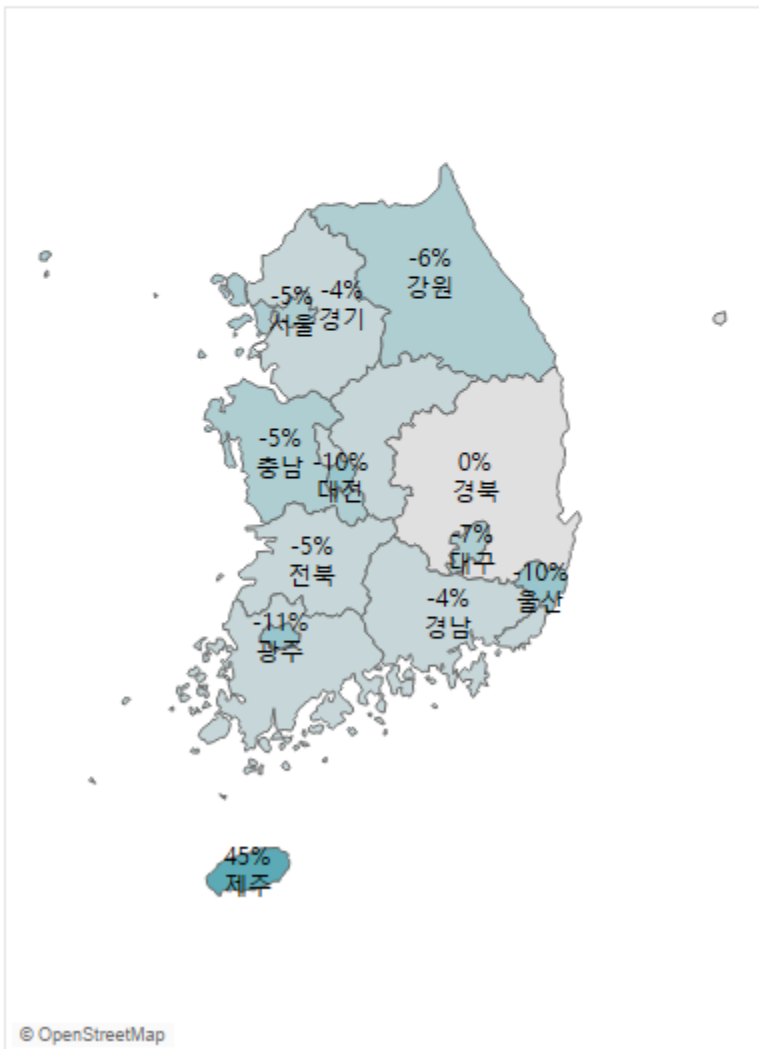 -6%
강원
-5%
서울
-4%
경기
-5%
충남
-10%
대전
0%
경북
-7%
대구
-5%
전북
-10%
울산
-4%
경남
-11%
광주
45%
제주
© OpenStreetMap